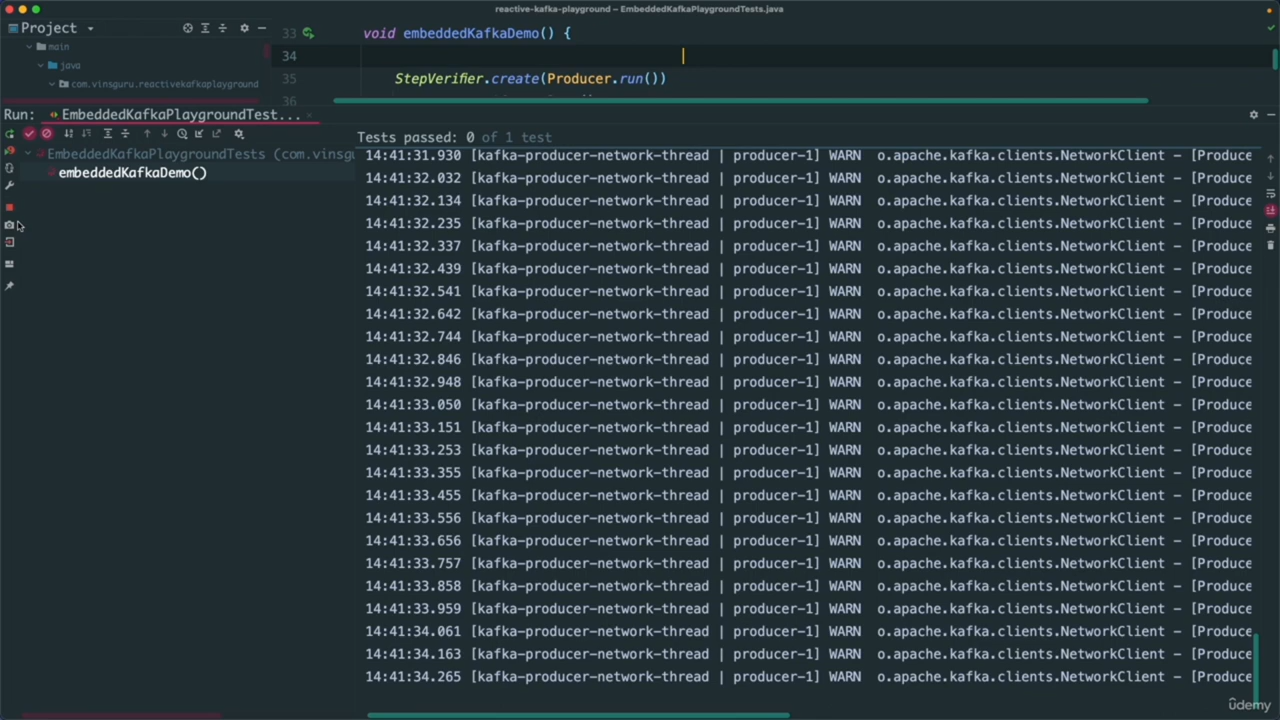 reactive-kafka-playground – EmbeddedKafkaPlaygroundTests.java
Project
main
java
com.vinsguru.reactivekafkaplayground
33 void embeddedKafkaDemo() {
34
35 StepVerifier.create(Producer.run())
36
Run: EmbeddedKafkaPlaygroundTest... ×
Tests passed: 0 of 1 test
EmbeddedKafkaPlaygroundTests (com.vinsgu
embeddedKafkaDemo()
14:41:31.930 [kafka-producer-network-thread | producer-1] WARN o.apache.kafka.clients.NetworkClient – [Produce
14:41:32.032 [kafka-producer-network-thread | producer-1] WARN o.apache.kafka.clients.NetworkClient – [Produce
14:41:32.134 [kafka-producer-network-thread | producer-1] WARN o.apache.kafka.clients.NetworkClient – [Produce
14:41:32.235 [kafka-producer-network-thread | producer-1] WARN o.apache.kafka.clients.NetworkClient – [Produce
14:41:32.337 [kafka-producer-network-thread | producer-1] WARN o.apache.kafka.clients.NetworkClient – [Produce
14:41:32.439 [kafka-producer-network-thread | producer-1] WARN o.apache.kafka.clients.NetworkClient – [Produce
14:41:32.541 [kafka-producer-network-thread | producer-1] WARN o.apache.kafka.clients.NetworkClient – [Produce
14:41:32.642 [kafka-producer-network-thread | producer-1] WARN o.apache.kafka.clients.NetworkClient – [Produce
14:41:32.744 [kafka-producer-network-thread | producer-1] WARN o.apache.kafka.clients.NetworkClient – [Produce
14:41:32.846 [kafka-producer-network-thread | producer-1] WARN o.apache.kafka.clients.NetworkClient – [Produce
14:41:32.948 [kafka-producer-network-thread | producer-1] WARN o.apache.kafka.clients.NetworkClient – [Produce
14:41:33.050 [kafka-producer-network-thread | producer-1] WARN o.apache.kafka.clients.NetworkClient – [Produce
14:41:33.151 [kafka-producer-network-thread | producer-1] WARN o.apache.kafka.clients.NetworkClient – [Produce
14:41:33.253 [kafka-producer-network-thread | producer-1] WARN o.apache.kafka.clients.NetworkClient – [Produce
14:41:33.355 [kafka-producer-network-thread | producer-1] WARN o.apache.kafka.clients.NetworkClient – [Produce
14:41:33.455 [kafka-producer-network-thread | producer-1] WARN o.apache.kafka.clients.NetworkClient – [Produce
14:41:33.556 [kafka-producer-network-thread | producer-1] WARN o.apache.kafka.clients.NetworkClient – [Produce
14:41:33.656 [kafka-producer-network-thread | producer-1] WARN o.apache.kafka.clients.NetworkClient – [Produce
14:41:33.757 [kafka-producer-network-thread | producer-1] WARN o.apache.kafka.clients.NetworkClient – [Produce
14:41:33.858 [kafka-producer-network-thread | producer-1] WARN o.apache.kafka.clients.NetworkClient – [Produce
14:41:33.959 [kafka-producer-network-thread | producer-1] WARN o.apache.kafka.clients.NetworkClient – [Produce
14:41:34.061 [kafka-producer-network-thread | producer-1] WARN o.apache.kafka.clients.NetworkClient – [Produce
14:41:34.163 [kafka-producer-network-thread | producer-1] WARN o.apache.kafka.clients.NetworkClient – [Produce
14:41:34.265 [kafka-producer-network-thread | producer-1] WARN o.apache.kafka.clients.NetworkClient – [Produce
ûdemy